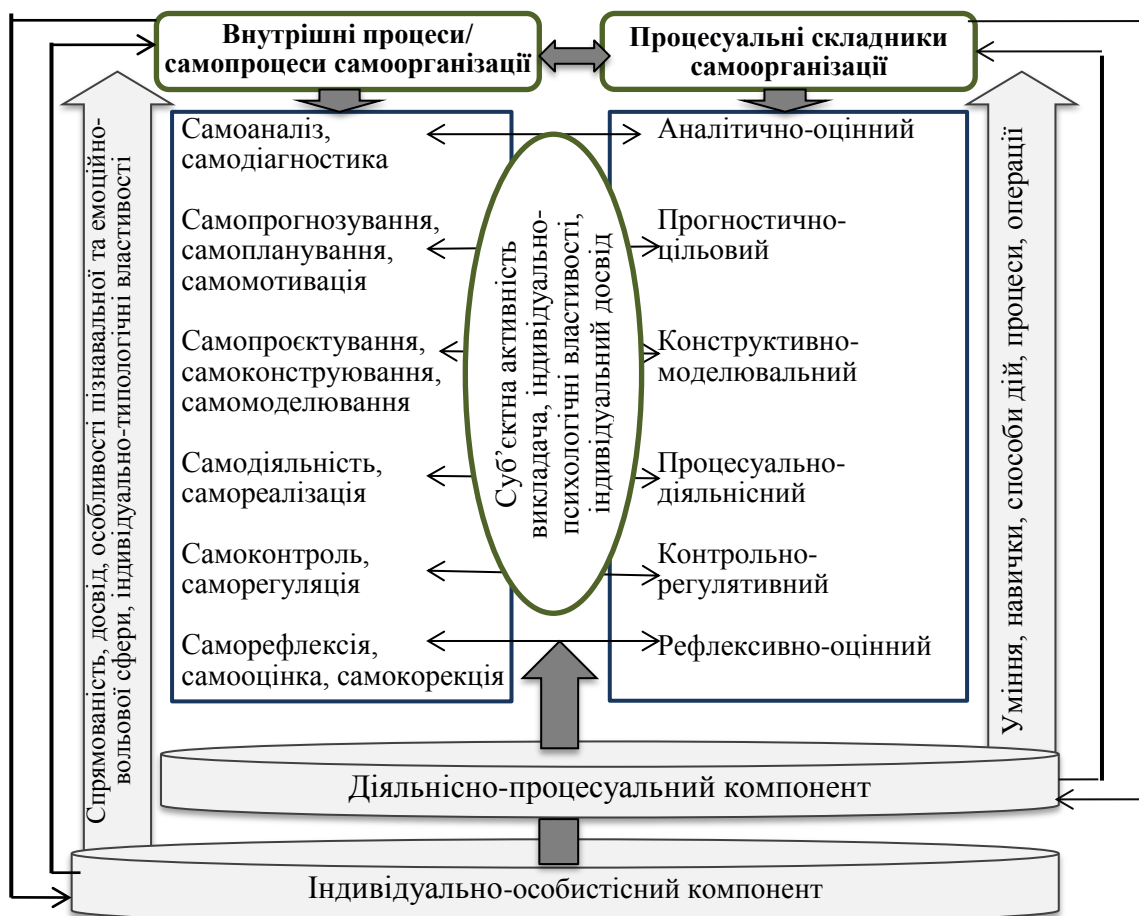 Внутрішні процеси/
самопроцеси самоорганізації
Процесуальні складники
самоорганізації
Спрямованість, досвід, особливості пізнавальної та емоційно-
вольової сфери, індивідуально-типологічні властивості
Самоаналіз,
самодіагностика
Самопрогнозування,
самопланування,
самомотивація
Самопроєктування,
самоконструювання,
самомоделювання
Самодіяльність,
самореалізація
Самоконтроль,
саморегуляція
Саморефлексія,
самооцінка, самокорекція
Суб’єктна активність
викладача, індивідуально-
психологічні властивості,
індивідуальний досвід
Аналітично-оцінний
Прогностично-
цільовий
Конструктивно-
моделювальний
Процесуально-
діяльнісний
Контрольно-
регулятивний
Рефлексивно-оцінний
Уміння, навички, способи дій, процеси, операції
Діяльнісно-процесуальний компонент
Індивідуально-особистісний компонент